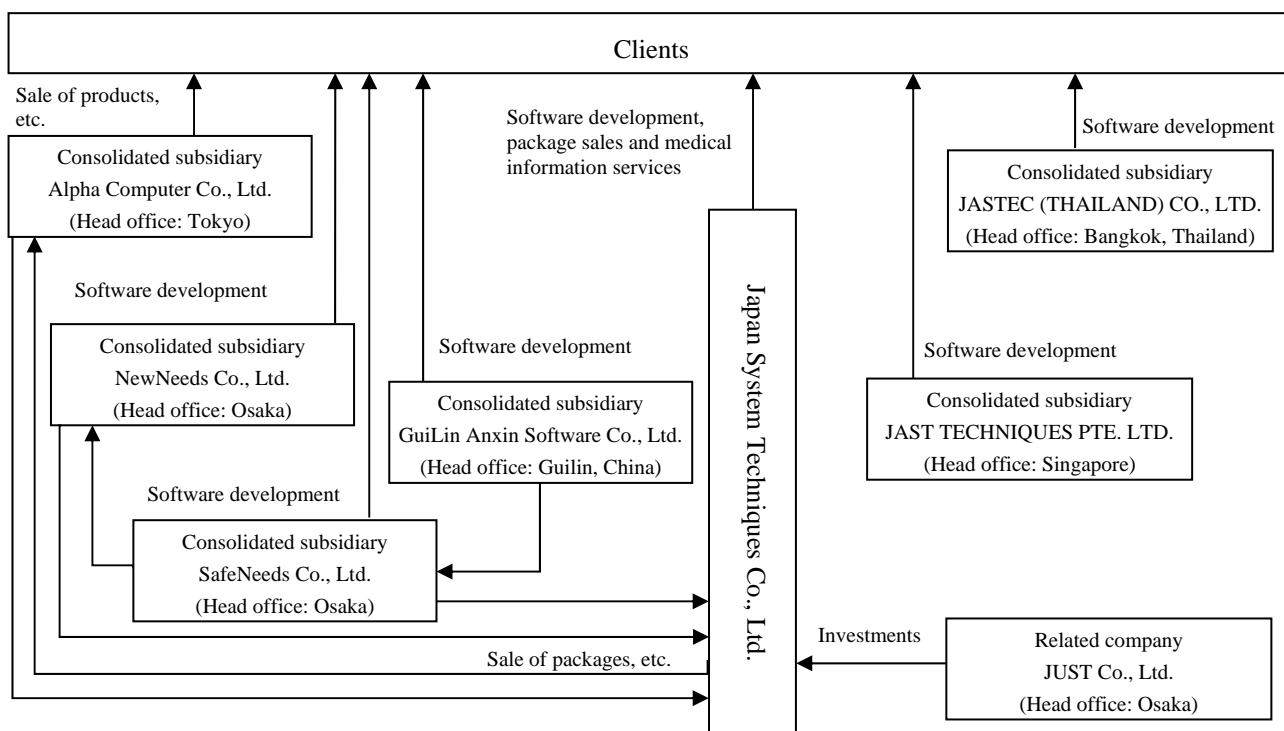 Clients
Sale of products,
etc.
Consolidated subsidiary
Alpha Computer Co., Ltd.
(Head office: Tokyo)
Software development,
package sales and medical
information services
Software development
Consolidated subsidiary
JASTEC (THAILAND) CO., LTD.
(Head office: Bangkok, Thailand)
Software development
Consolidated subsidiary
NewNeeds Co., Ltd.
(Head office: Osaka)
Software development
Consolidated subsidiary
GuiLin Anxin Software Co., Ltd.
(Head office: Guilin, China)
Japan System Techniques Co., Ltd.
Software development
Consolidated subsidiary
JAST TECHNIQUES PTE. LTD.
(Head office: Singapore)
Software development
Consolidated subsidiary
SafeNeeds Co., Ltd.
(Head office: Osaka)
Sale of packages, etc.
Investments
Related company
JUST Co., Ltd.
(Head office: Osaka)